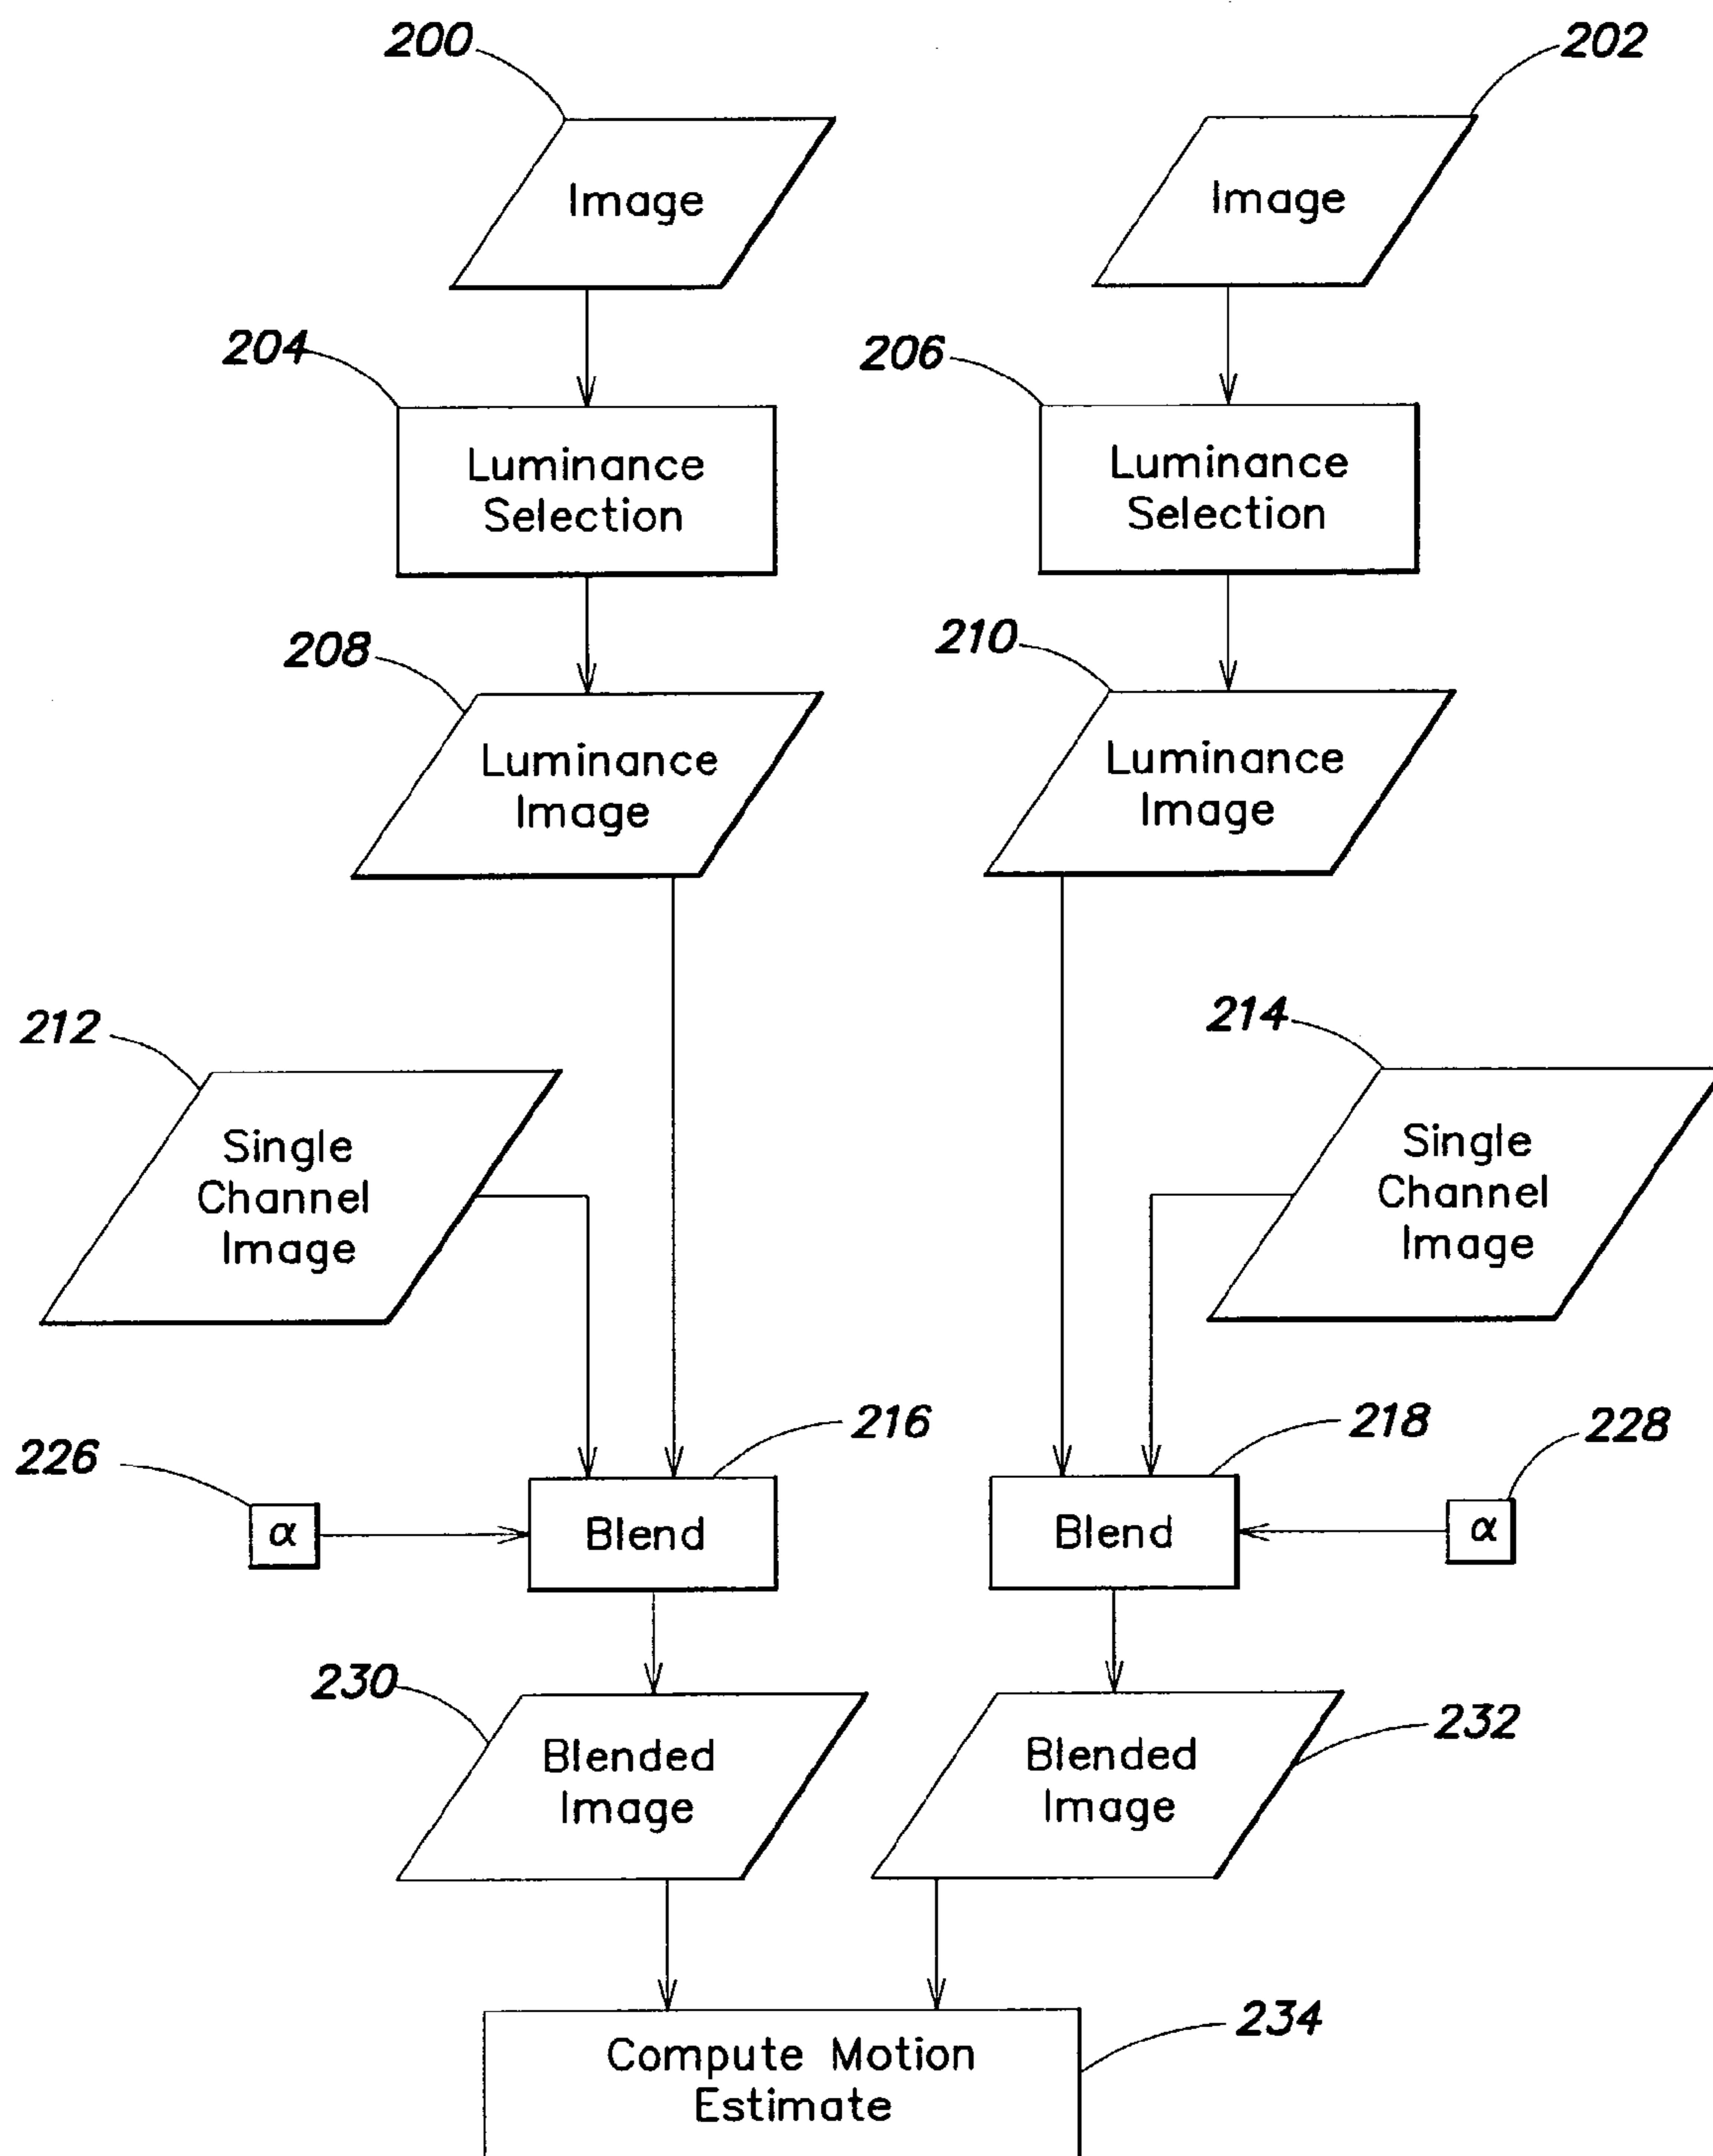 200
202
Image
Image
204
206
Luminance
Selection
Luminance
Selection
208
210
Luminance
Image
Luminance
Image
212
214
Single
Channel
Image
Single
Channel
Image
216
218
226
228
α
Blend
Blend
α
230
232
Blended
Image
Blended
Image
234
Compute Motion
Estimate